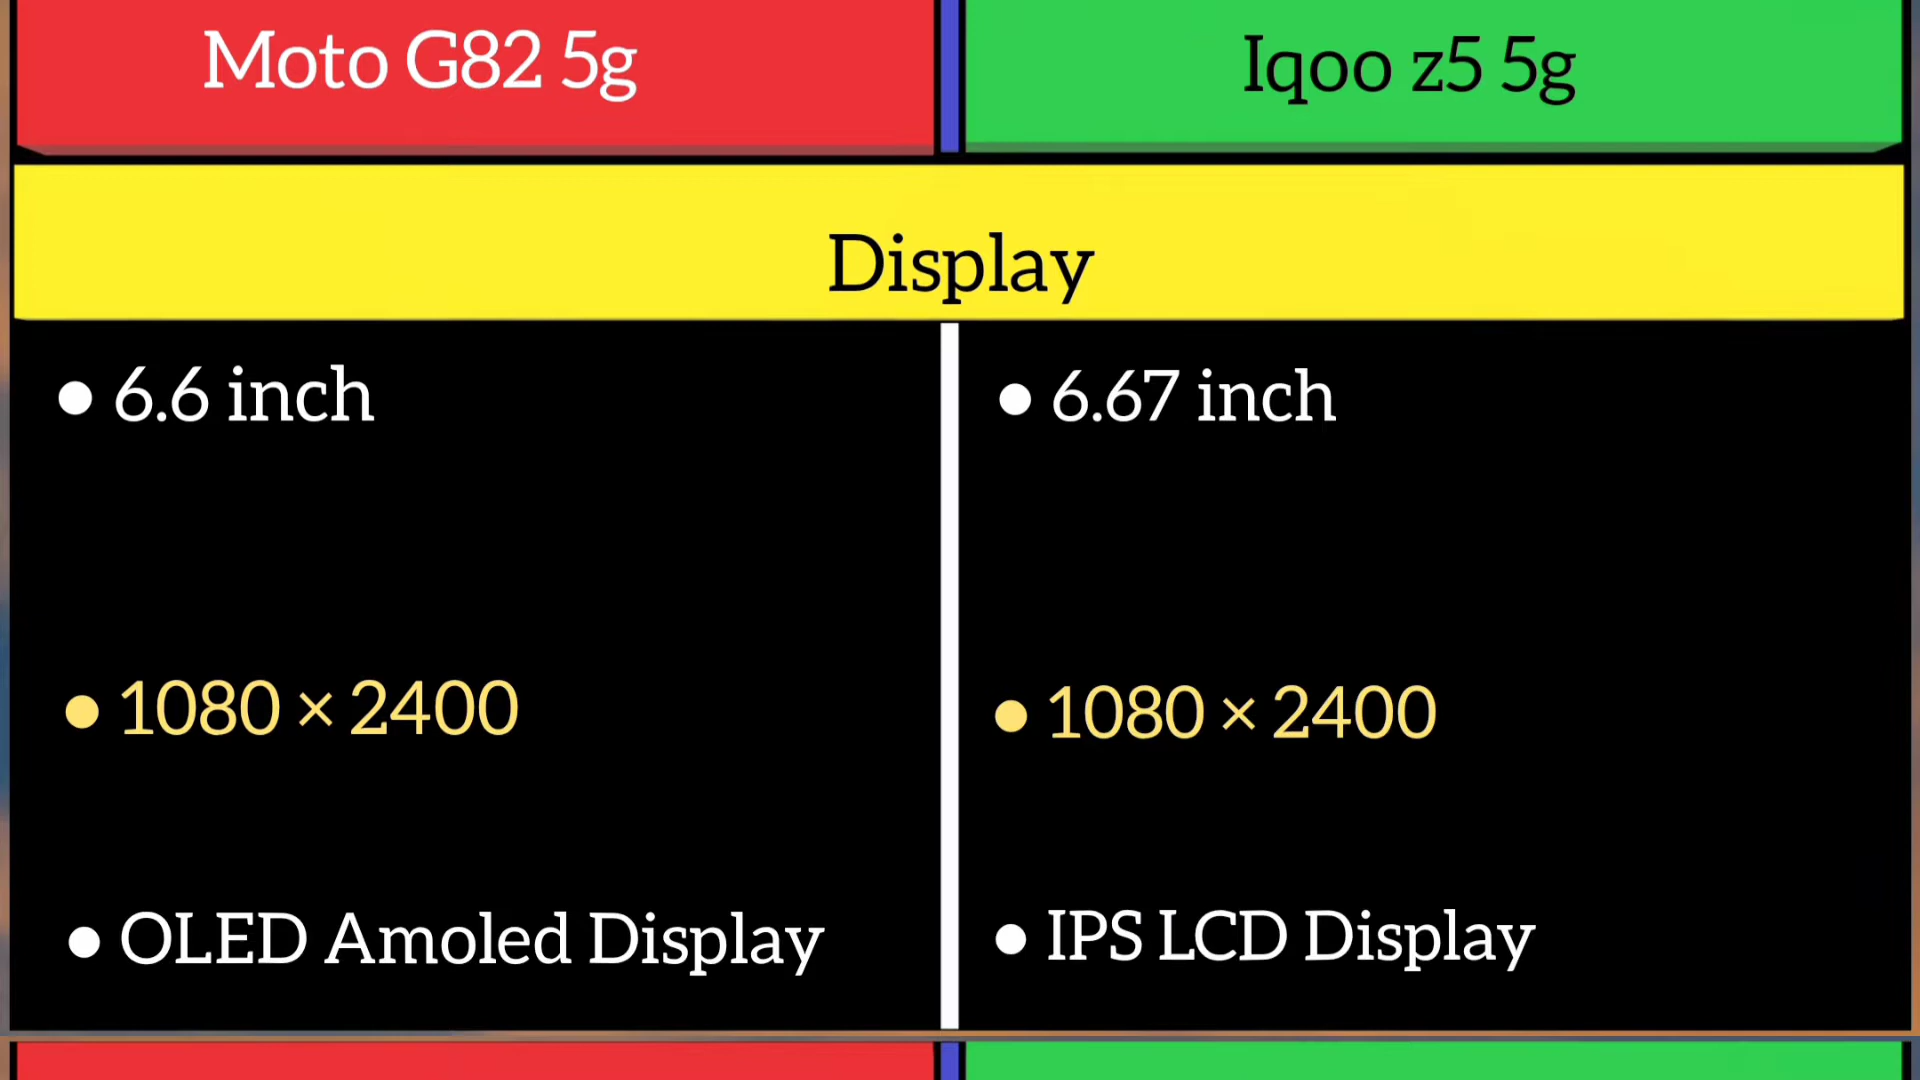 Moto G82 5g
Iqoo z5 5g
Display
● 6.6 inch
● 6.67 inch
● 1080 × 2400
● 1080 × 2400
● OLED Amoled Display
● IPS LCD Display